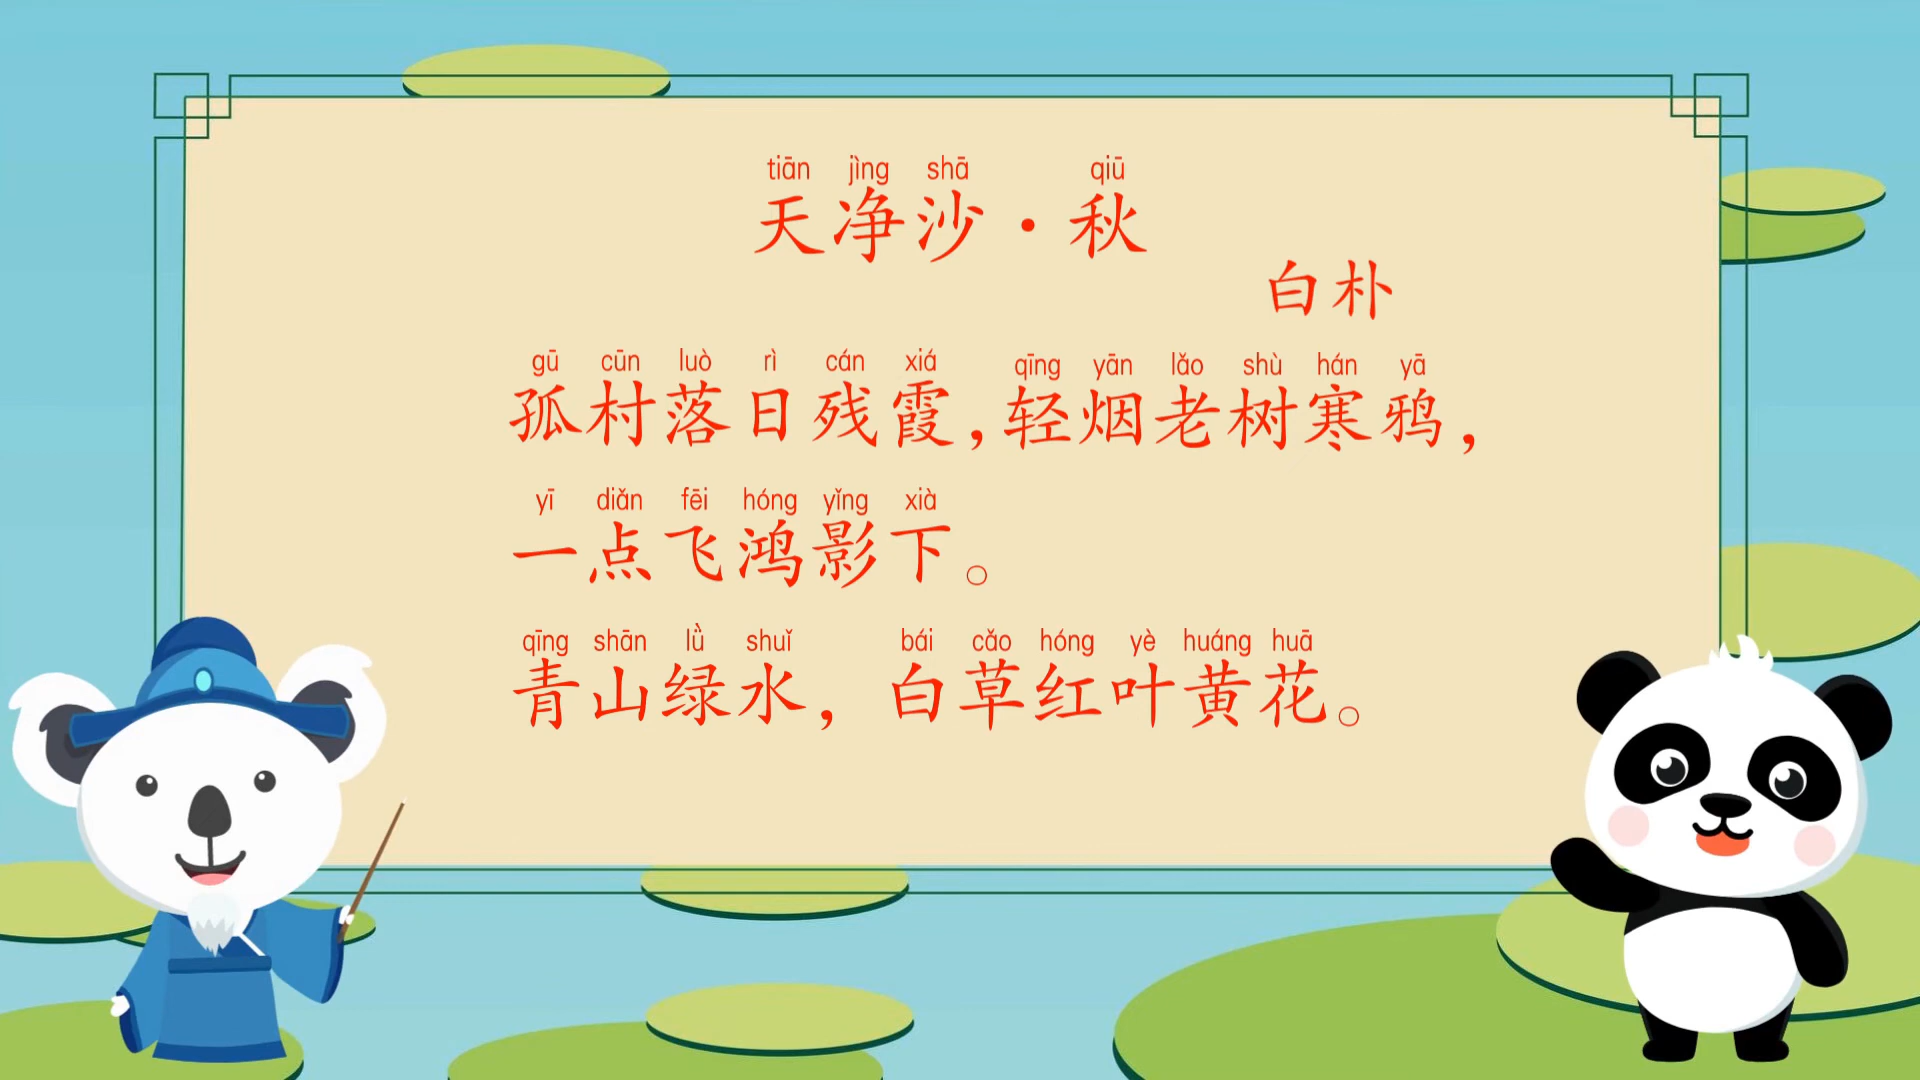 tiān jìng shā qiū
天净沙·秋
白朴
gū cūn luò rì cán xiá qīng yān lǎo shù hán yā
孤村落日残霞,轻烟老树寒鸦,
yī diǎn fēi hóng yǐng xià
一点飞鸿影下。
qīng shān lǜ shuǐ bái cǎo hóng yè huáng huā
青山绿水,白草红叶黄花。